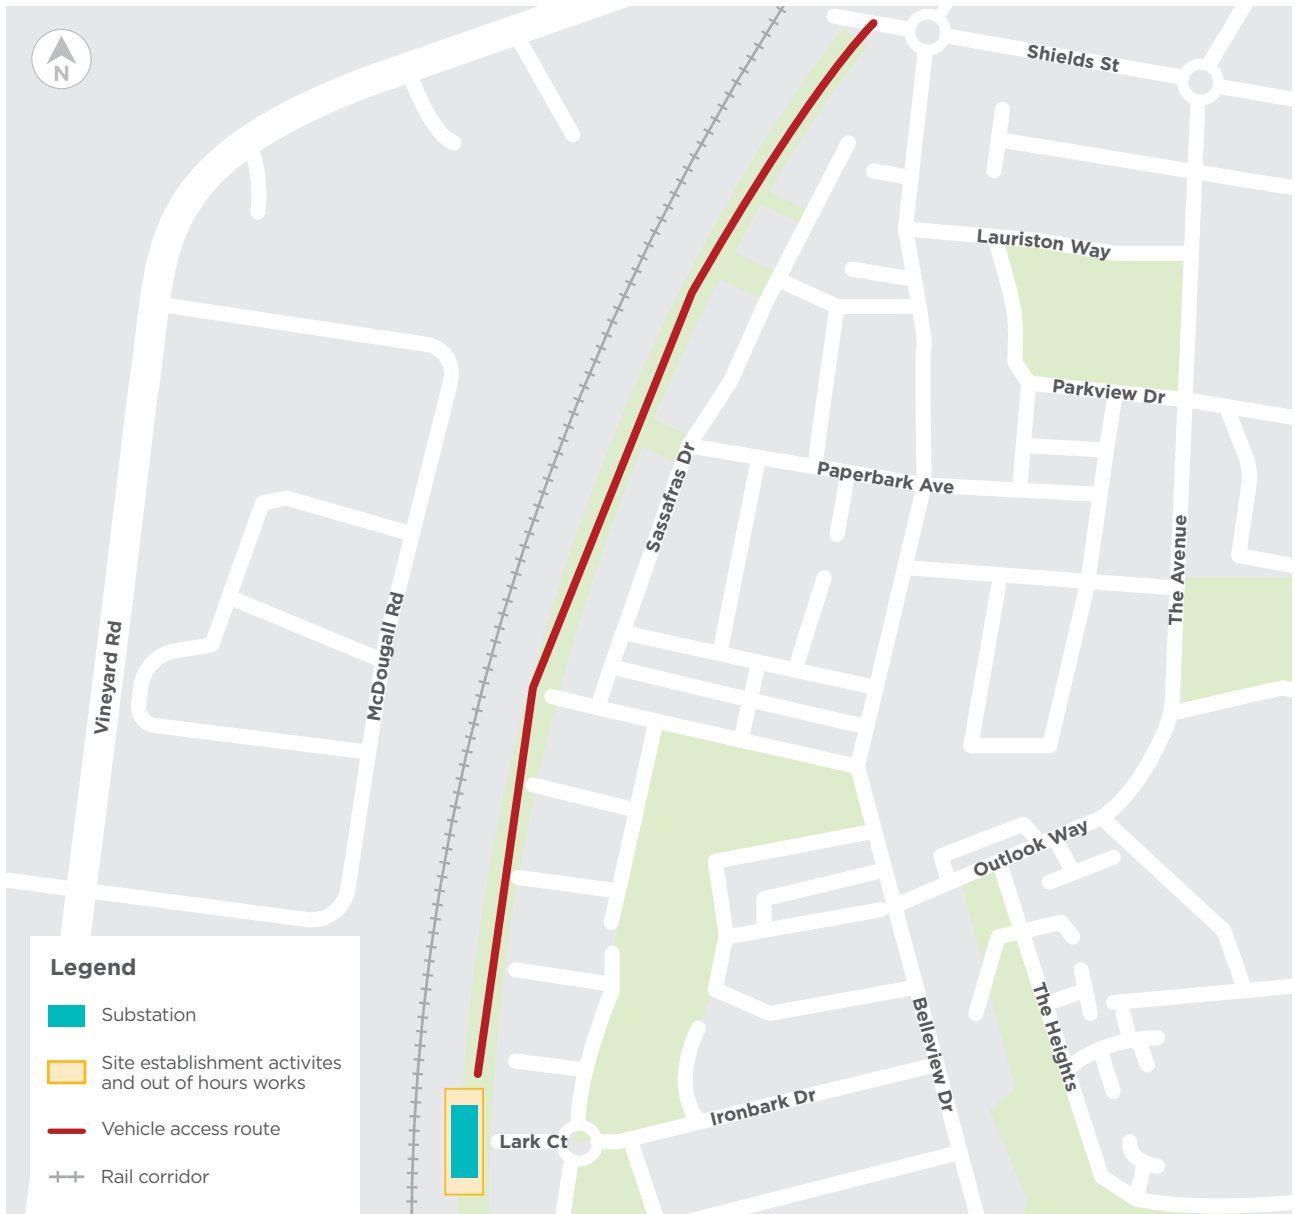 N
Shields St
Lauriston Way
Parkview Dr
Paperbark Ave
Sassafras Dr
The Avenue
McDougall Rd
Vineyard Rd
Outlook Way
The Heights
Belleview Dr
Ironbark Dr
Lark Ct
Legend
Substation
Site establishment activites
and out of hours works
Vehicle access route
Rail corridor